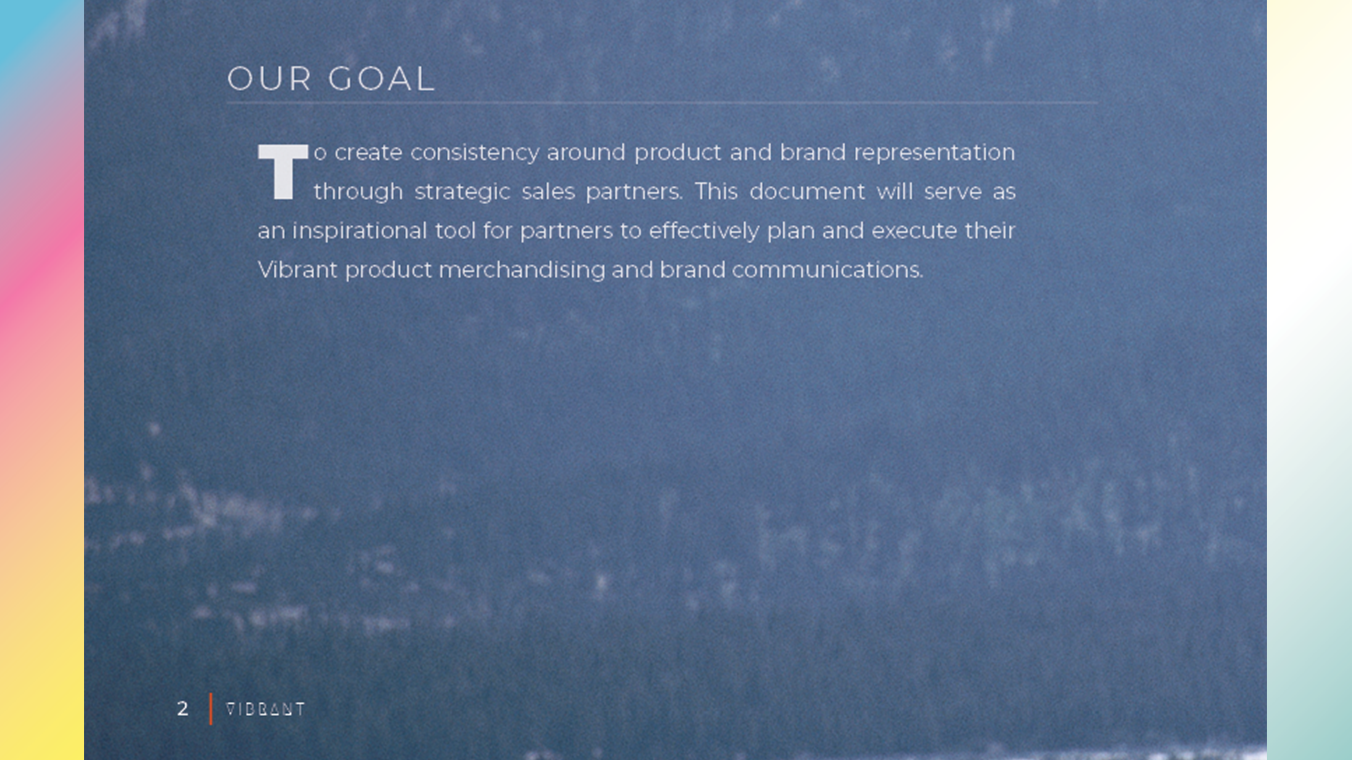 OUR GOAL
To create consistency around product and brand representation
through strategic sales partners. This document will serve as
an inspirational tool for partners to effectively plan and execute their
Vibrant product merchandising and brand communications.
2 VIBRANT